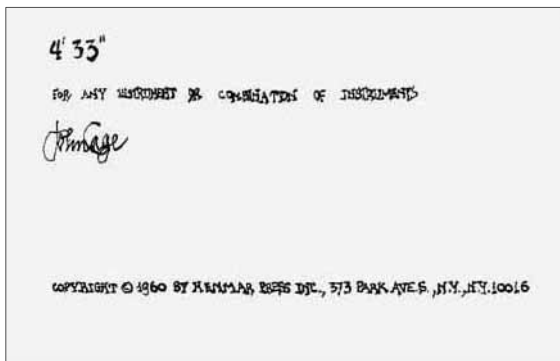 4'33"
FOR ANY INSTRUMENT OR COMBINATION OF INSTRUMENTS
John Cage
COPYRIGHT © 1960 BY HENMAR PRESS INC., 373 PARK AVE. S., N.Y., N.Y. 10016